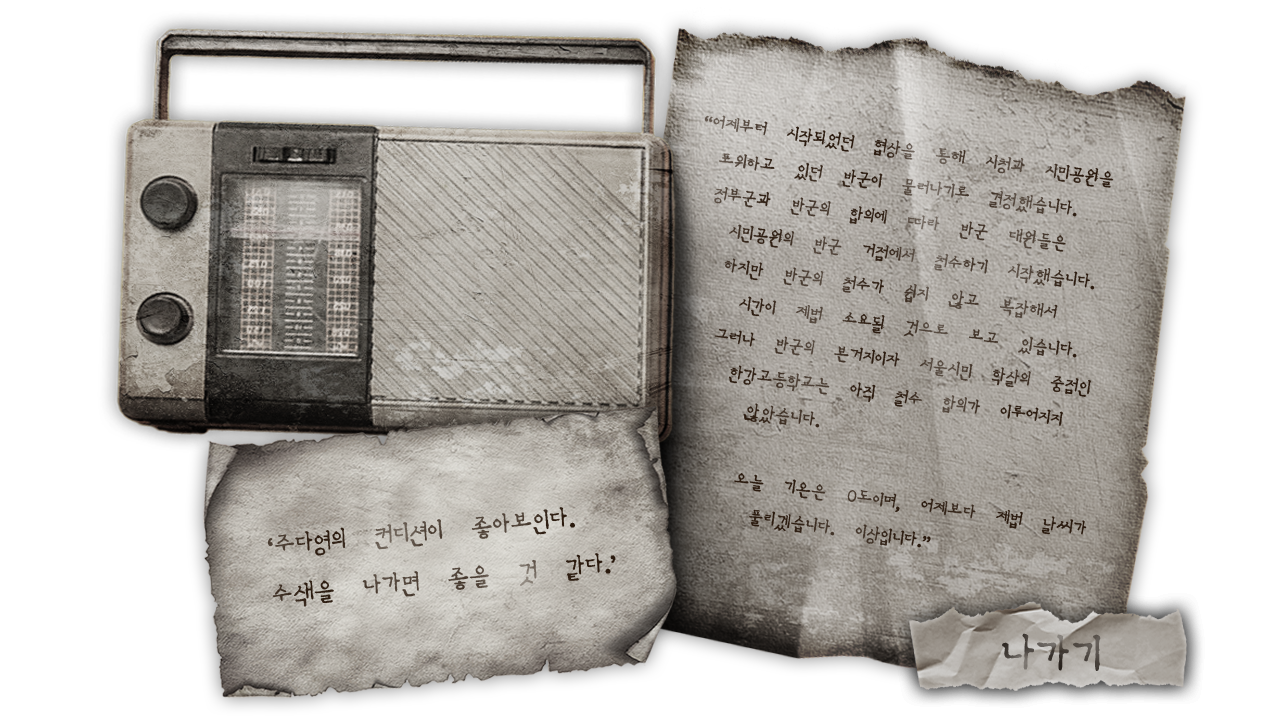 “어제부터 시작되었던 협상을 통해 시청과 시민공원을
포위하고 있던 반군이 물러나기로 결정했습니다.
정부군과 반군의 합의에 따라 반군 대원들은
시민공원의 반군 거점에서 철수하기 시작했습니다.
하지만 반군의 철수가 쉽지 않고 복잡해서
시간이 제법 소요될 것으로 보고 있습니다.
그러나 반군의 본거지이자 서울시민 학살의 중점인
한강고등학교는 아직 철수 합의가 이루어지지
않았습니다.
오늘 기온은 0도이며, 어제보다 제법 날씨가
풀리겠습니다. 이상입니다.”
‘주다영의 컨디션이 좋아보인다.
수색을 나가면 좋을 것 같다.’
나가기